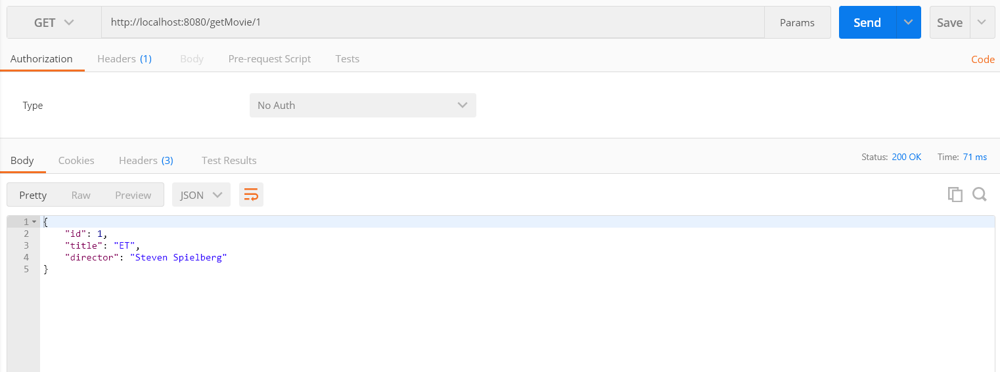 GET http://localhost:8080/getMovie/1 Params Send Save
Authorization Headers (1) Body Pre-request Script Tests Code
Type No Auth
Body Cookies Headers (3) Test Results Status: 200 OK Time: 71 ms
Pretty Raw Preview JSON
1 {
2 "id": 1,
3 "title": "ET",
4 "director": "Steven Spielberg"
5 }